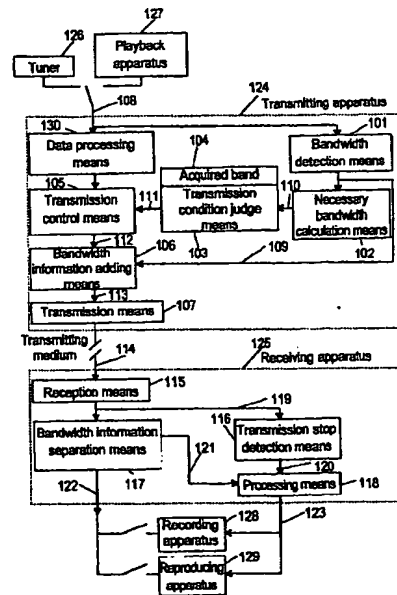 126
127
Tuner
Playback
apparatus
108
124
Transmitting apparatus
130
101
Data processing
means
104
Bandwidth
detection means
105
Acquired band
Transmission
control means
111
Transmission
condition judge
means
110
Necessary
bandwidth
calculation means
112
106
103
109
102
Bandwidth
information adding
means
113
107
Transmission means
Transmitting
medium
114
125
Receiving apparatus
Reception means
115
119
116
Bandwidth information
separation means
121
Transmission stop
detection means
120
122
117
Processing means
118
123
Recording
apparatus
128
Reproducing
apparatus
129